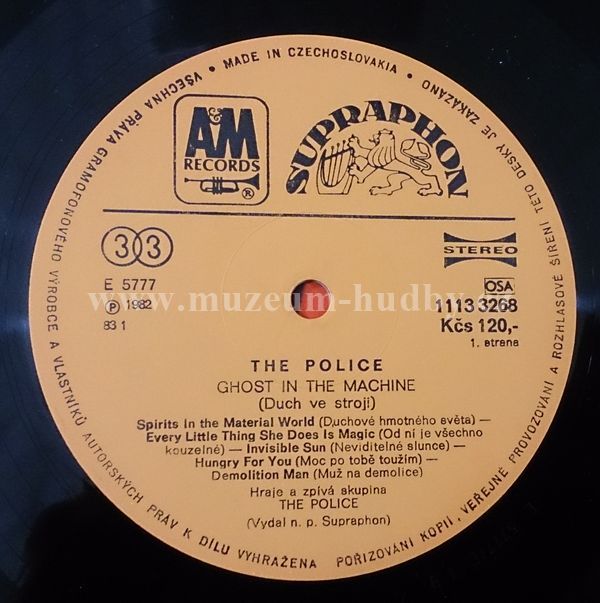 VŠECHNA PRÁVA GRAMOFONOVÉHO VÝROBCE A VLASTNÍKŮ AUTORSKÝCH PRÁV K DÍLU VYHRAŽENA
POŘIZOVÁNÍ KOPIÍ, VEŘEJNÉ PROVOZOVÁNÍ A ROZHLASOVÉ ŠÍŘENÍ TÉTO DESKY JE ZAKÁZÁNO
• MADE IN CZECHOSLOVAKIA •
A&M
RECORDS
®
SUPRAPHON
33
STEREO
E 5777
℗ 1982
83 1
OSA
1113 3268
Kčs 120,-
1. strana
www.muzeum-hudby.cz
THE POLICE
GHOST IN THE MACHINE
(Duch ve stroji)
Spirits in the Material World (Duchové hmotného světa) —
Every Little Thing She Does Is Magic (Od ní je všechno
kouzelné) — Invisible Sun (Neviditelné slunce) —
Hungry For You (Moc po tobě toužím) —
Demolition Man (Muž na demolice)
Hraje a zpívá skupina
THE POLICE
(Vydal n. p. Supraphon)